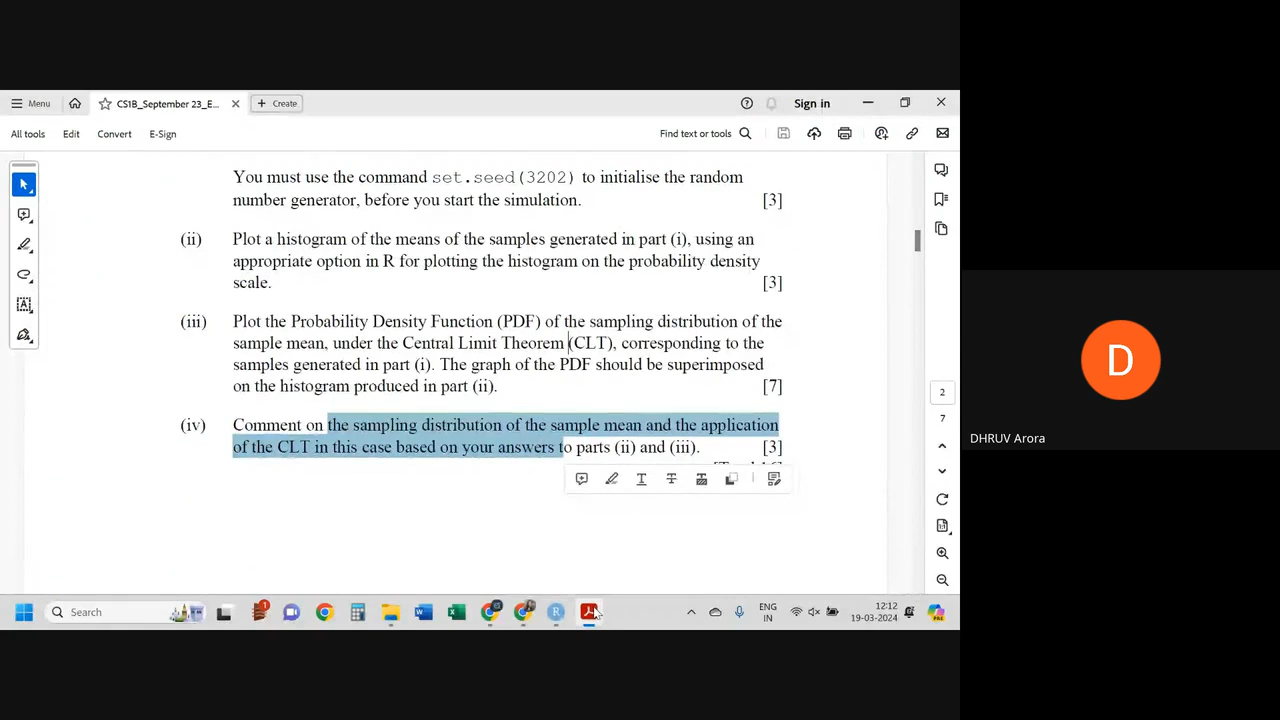 Menu
CS1B_September 23_E...
Create
Sign in
All tools
Edit
Convert
E-Sign
Find text or tools
You must use the command set.seed(3202) to initialise the random
number generator, before you start the simulation. [3]
(ii) Plot a histogram of the means of the samples generated in part (i), using an
appropriate option in R for plotting the histogram on the probability density
scale. [3]
(iii) Plot the Probability Density Function (PDF) of the sampling distribution of the
sample mean, under the Central Limit Theorem (CLT), corresponding to the
samples generated in part (i). The graph of the PDF should be superimposed
on the histogram produced in part (ii). [7]
(iv) Comment on the sampling distribution of the sample mean and the application
of the CLT in this case based on your answers to parts (ii) and (iii). [3]
2
7
D
DHRUV Arora
Search
ENG
IN
12:12
19-03-2024